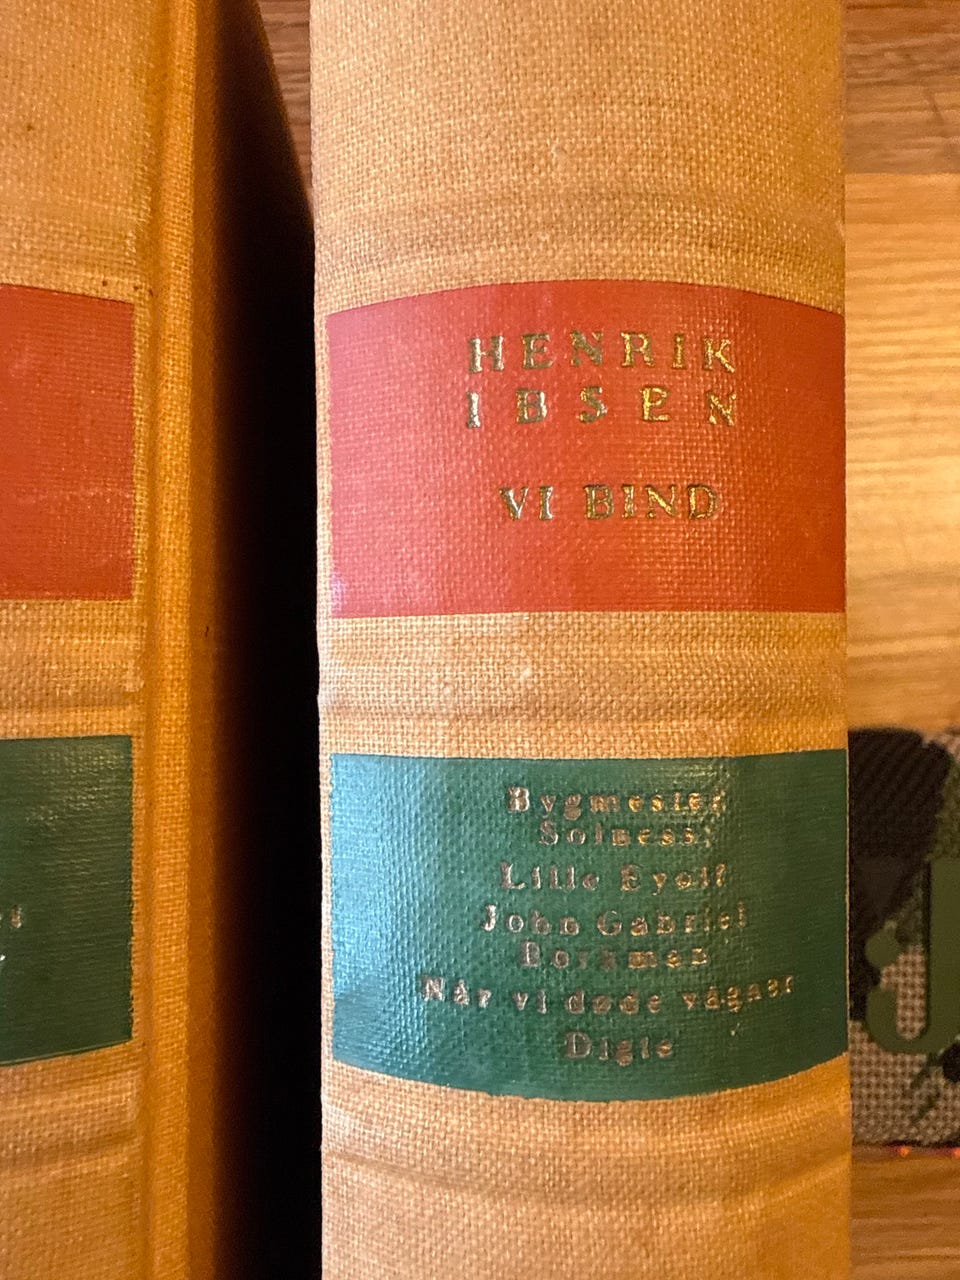 HENRIK
IBSEN
VI BIND
Bygmester
Solness;
Lille Eyolf
John Gabriel
Borkman
Når vi døde vågner
Digte